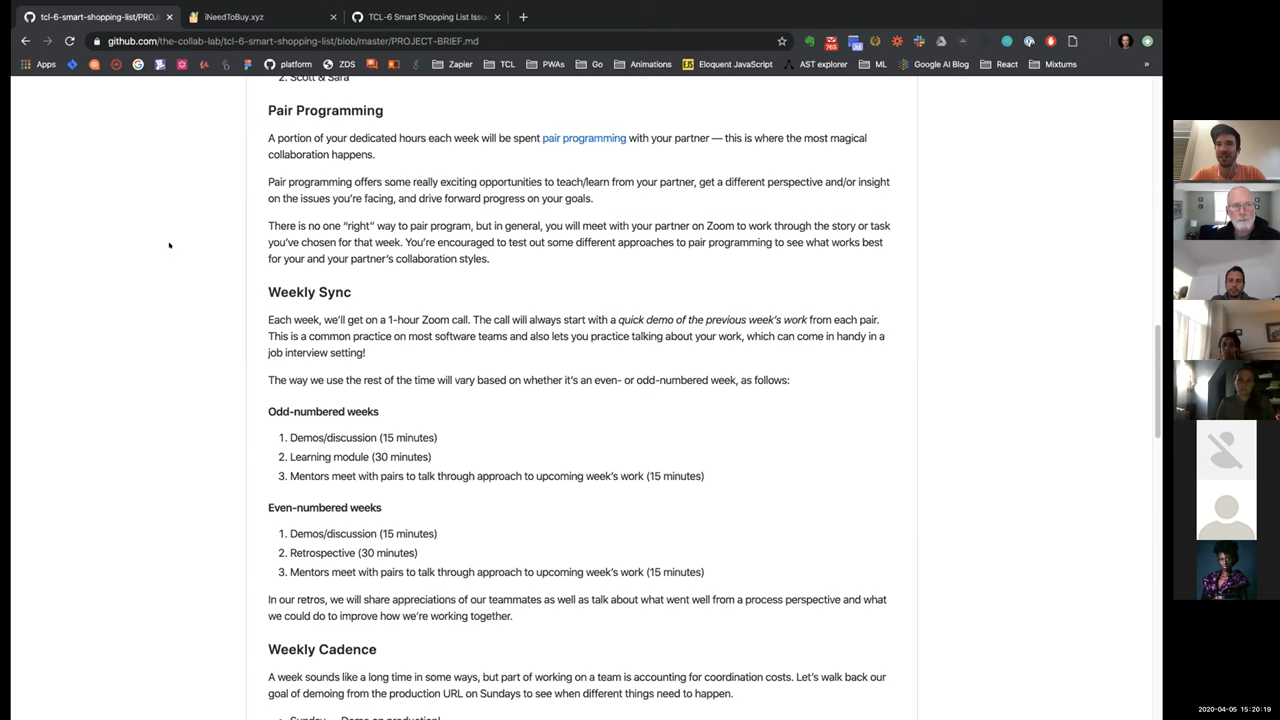 tcl-6-smart-shopping-list/PROJ
iNeedToBuy.xyz
TCL-6 Smart Shopping List Issu
github.com/the-collab-lab/tcl-6-smart-shopping-list/blob/master/PROJECT-BRIEF.md
Apps platform ZDS Zapier TCL PWAs Go Animations EJS Eloquent JavaScript AST explorer ML Google AI Blog React Mixtums »
2. Scott & Sara
Pair Programming
A portion of your dedicated hours each week will be spent pair programming with your partner — this is where the most magical
collaboration happens.
Pair programming offers some really exciting opportunities to teach/learn from your partner, get a different perspective and/or insight
on the issues you're facing, and drive forward progress on your goals.
There is no one “right” way to pair program, but in general, you will meet with your partner on Zoom to work through the story or task
you've chosen for that week. You're encouraged to test out some different approaches to pair programming to see what works best
for your and your partner's collaboration styles.
Weekly Sync
Each week, we'll get on a 1-hour Zoom call. The call will always start with a quick demo of the previous week's work from each pair.
This is a common practice on most software teams and also lets you practice talking about your work, which can come in handy in a
job interview setting!
The way we use the rest of the time will vary based on whether it's an even- or odd-numbered week, as follows:
Odd-numbered weeks
1. Demos/discussion (15 minutes)
2. Learning module (30 minutes)
3. Mentors meet with pairs to talk through approach to upcoming week's work (15 minutes)
Even-numbered weeks
1. Demos/discussion (15 minutes)
2. Retrospective (30 minutes)
3. Mentors meet with pairs to talk through approach to upcoming week's work (15 minutes)
In our retros, we will share appreciations of our teammates as well as talk about what went well from a process perspective and what
we could do to improve how we're working together.
Weekly Cadence
A week sounds like a long time in some ways, but part of working on a team is accounting for coordination costs. Let's walk back our
goal of demoing from the production URL on Sundays to see when different things need to happen.
Sunday — Demo on production!
2020-04-05 15:20:19